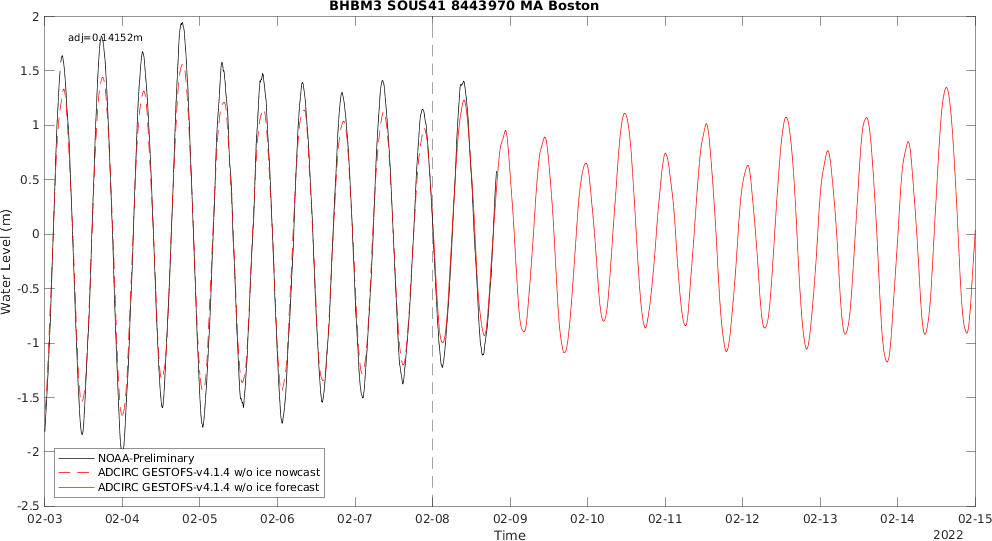 BHBM3 SOUS41 8443970 MA Boston
adj=0.14152m
2
1.5
1
0.5
0
-0.5
-1
-1.5
-2
-2.5
Water Level (m)
NOAA-Preliminary
ADCIRC GESTOFS-v4.1.4 w/o ice nowcast
ADCIRC GESTOFS-v4.1.4 w/o ice forecast
02-03 02-04 02-05 02-06 02-07 02-08 02-09 02-10 02-11 02-12 02-13 02-14 02-15
Time
2022